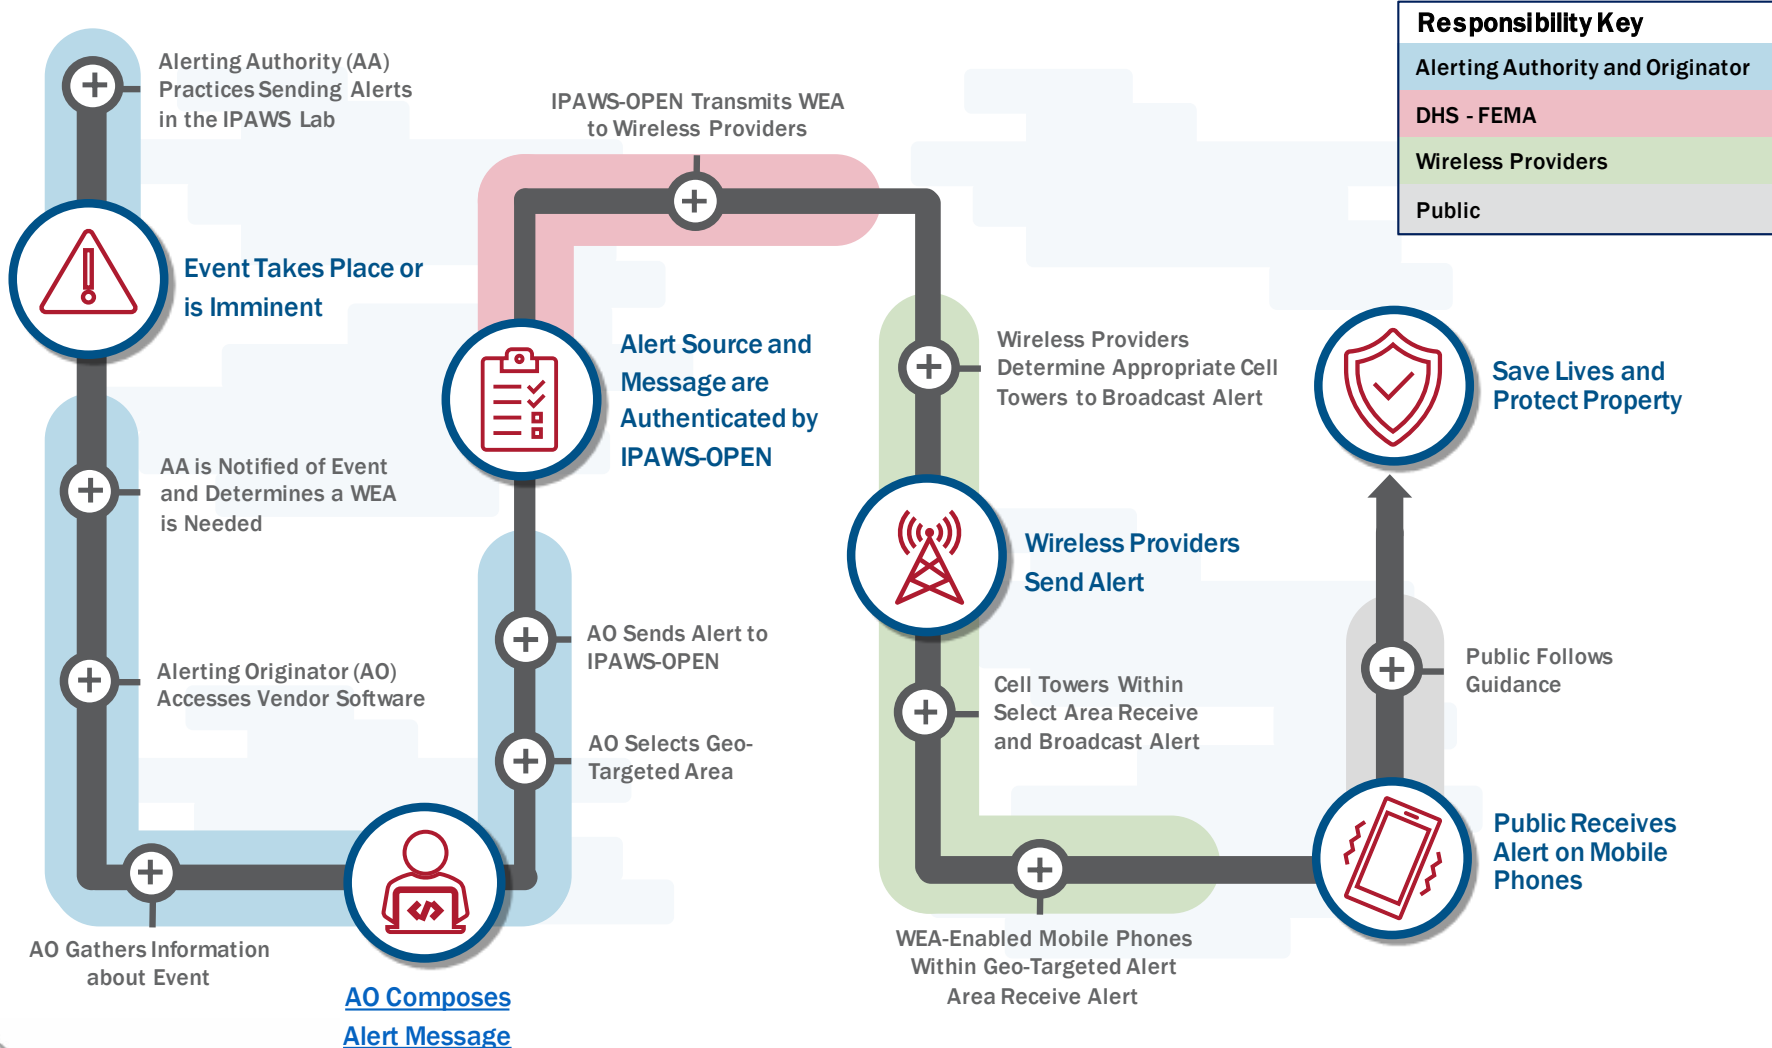 Responsibility Key
Alerting Authority and Originator
DHS - FEMA
Wireless Providers
Public
Alerting Authority (AA)
Practices Sending Alerts
in the IPAWS Lab
Event Takes Place or
is Imminent
AA is Notified of Event
and Determines a WEA
is Needed
Alerting Originator (AO)
Accesses Vendor Software
AO Gathers Information
about Event
AO Composes
Alert Message
AO Selects Geo-
Targeted Area
AO Sends Alert to
IPAWS-OPEN
Alert Source and
Message are
Authenticated by
IPAWS-OPEN
IPAWS-OPEN Transmits WEA
to Wireless Providers
Wireless Providers
Determine Appropriate Cell
Towers to Broadcast Alert
Wireless Providers
Send Alert
Cell Towers Within
Select Area Receive
and Broadcast Alert
WEA-Enabled Mobile Phones
Within Geo-Targeted Alert
Area Receive Alert
Public Receives
Alert on Mobile
Phones
Public Follows
Guidance
Save Lives and
Protect Property